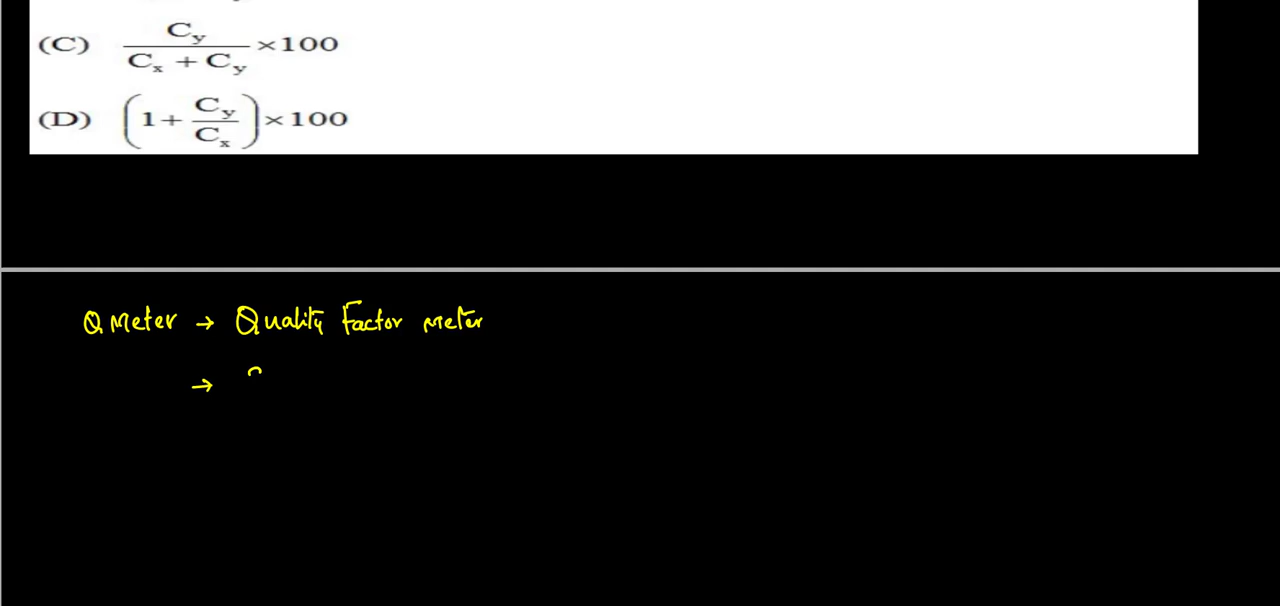 (C) C_y / (C_x + C_y) ×100
(D) (1 + C_y / C_x) × 100
Q Meter → Quality Factor Meter
→